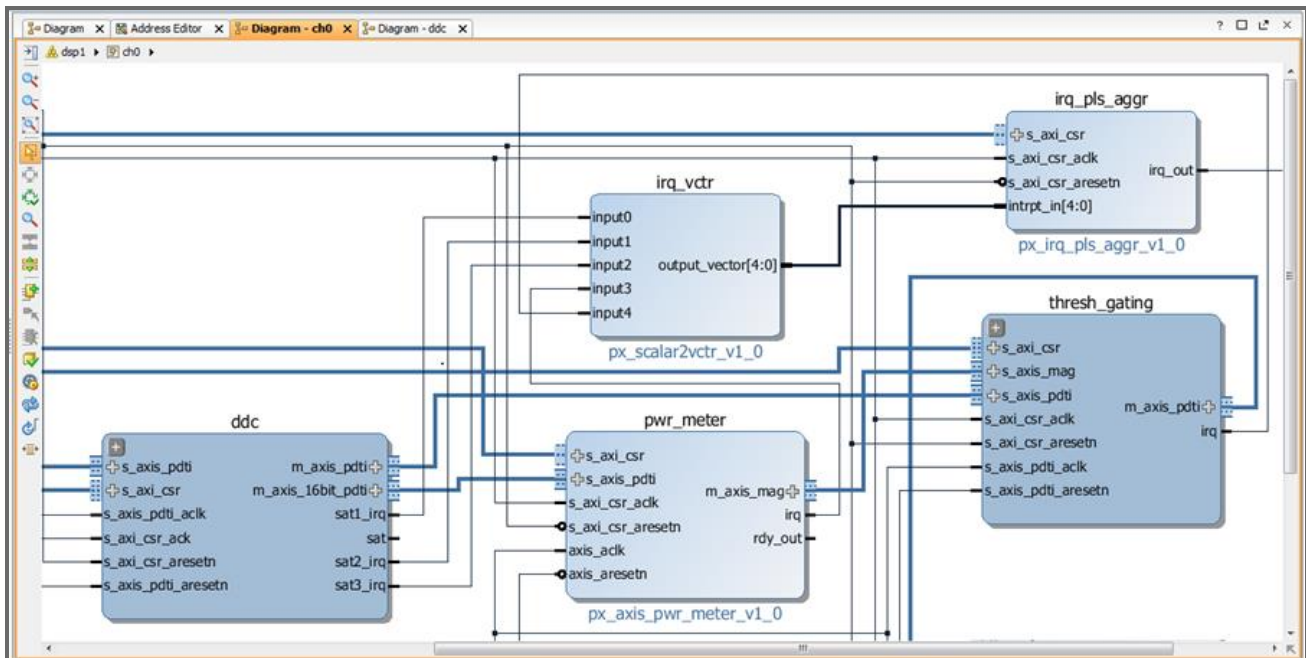 Diagram
Address Editor
Diagram - ch0
Diagram - ddc
dsp1
ch0
irq_pls_aggr
s_axi_csr
s_axi_csr_aclk
s_axi_csr_aresetn
intrpt_in[4:0]
irq_out
px_irq_pls_aggr_v1_0
irq_vctr
input0
input1
input2
input3
input4
output_vector[4:0]
px_scalar2vctr_v1_0
thresh_gating
s_axi_csr
s_axis_mag
s_axis_pdti
s_axi_csr_aclk
s_axi_csr_aresetn
s_axis_pdti_aclk
s_axis_pdti_aresetn
m_axis_pdti
irq
ddc
s_axis_pdti
s_axi_csr
s_axis_pdti_aclk
s_axi_csr_ack
s_axi_csr_aresetn
s_axis_pdti_aresetn
m_axis_pdti
m_axis_16bit_pdti
sat1_irq
sat
sat2_irq
sat3_irq
pwr_meter
s_axi_csr
s_axis_pdti
s_axi_csr_aclk
s_axi_csr_aresetn
axis_aclk
axis_aresetn
m_axis_mag
irq
rdy_out
px_axis_pwr_meter_v1_0